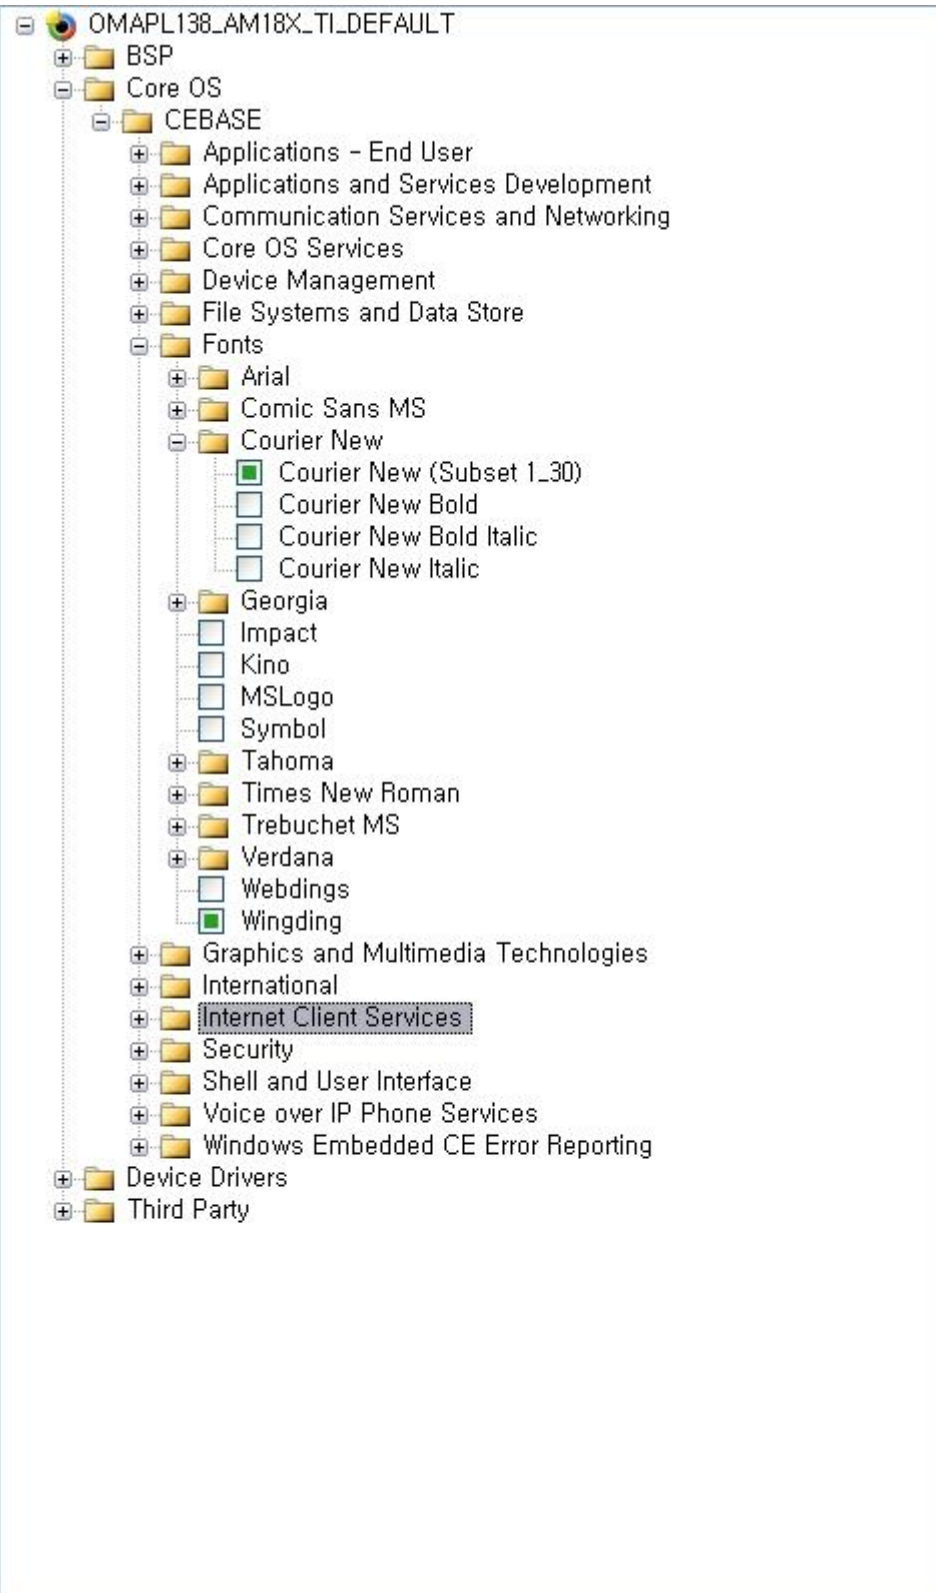 OMAPL138_AM18X_TI_DEFAULT
BSP
Core OS
CEBASE
Applications - End User
Applications and Services Development
Communication Services and Networking
Core OS Services
Device Management
File Systems and Data Store
Fonts
Arial
Comic Sans MS
Courier New
Courier New (Subset 1_30)
Courier New Bold
Courier New Bold Italic
Courier New Italic
Georgia
Impact
Kino
MSLogo
Symbol
Tahoma
Times New Roman
Trebuchet MS
Verdana
Webdings
Wingding
Graphics and Multimedia Technologies
International
Internet Client Services
Security
Shell and User Interface
Voice over IP Phone Services
Windows Embedded CE Error Reporting
Device Drivers
Third Party